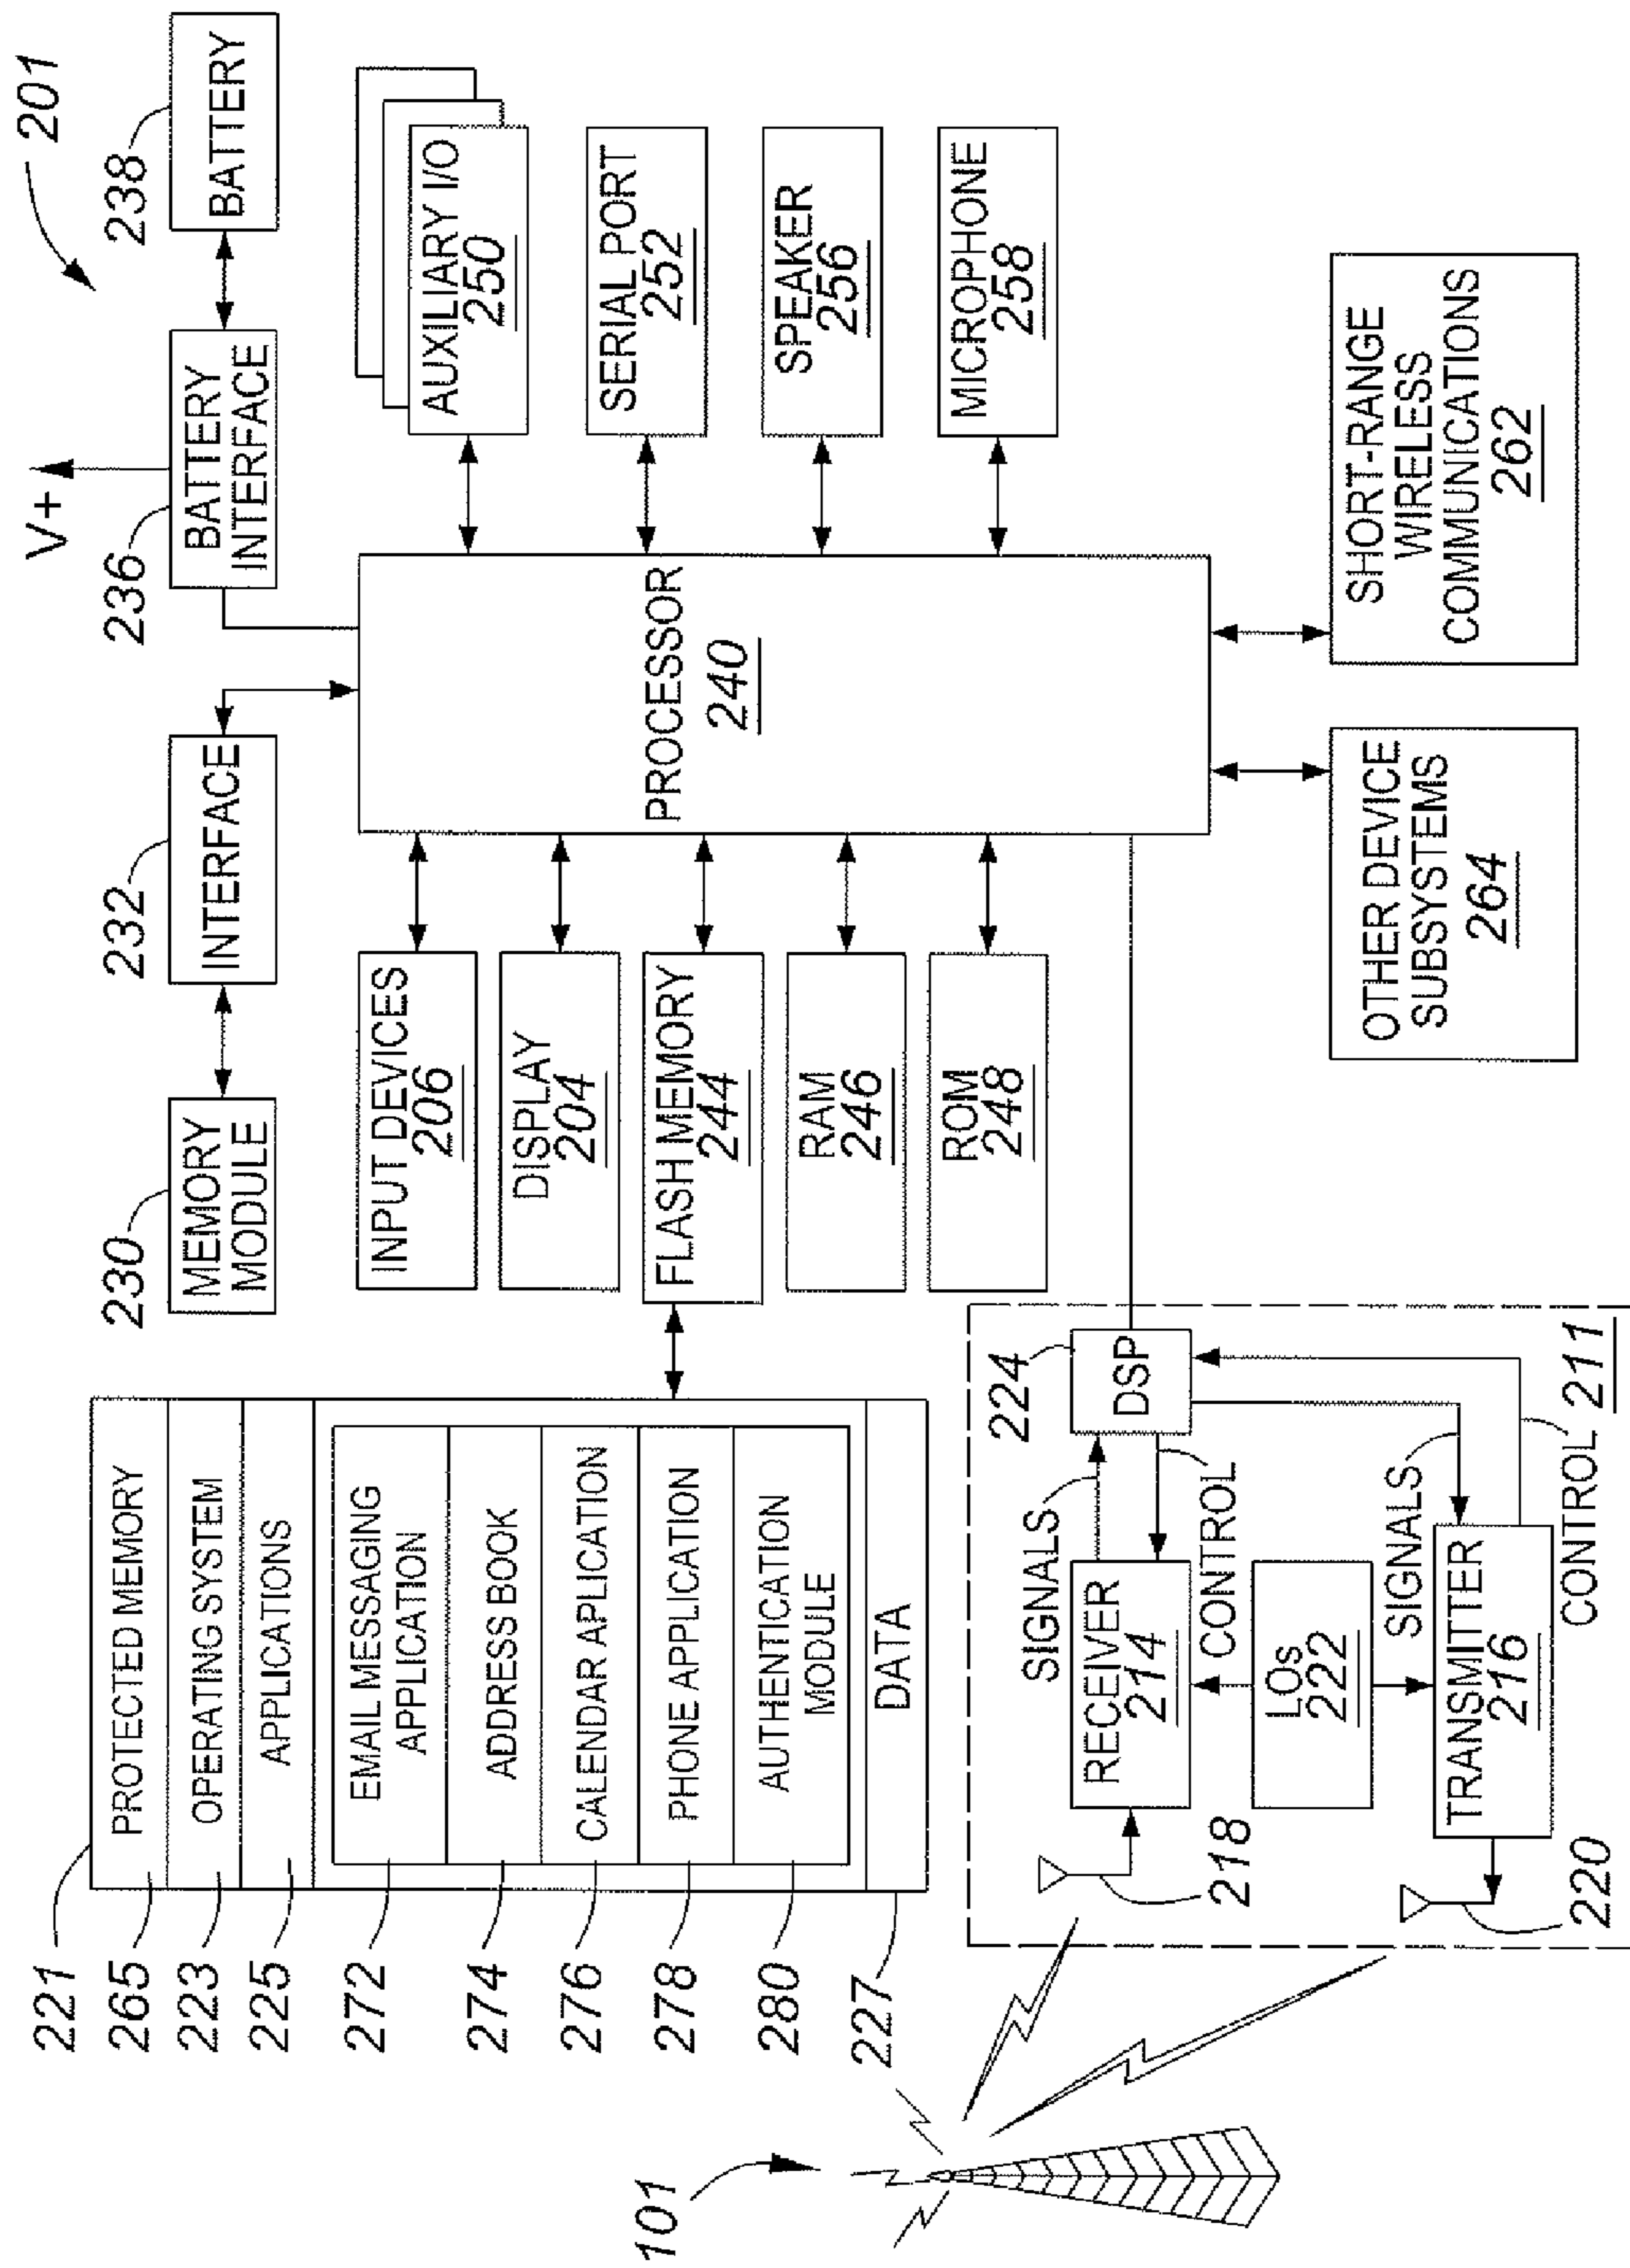 201
V+
230
232
236
238
MEMORY
MODULE
INTERFACE
BATTERY
INTERFACE
BATTERY
221
265
223
225
272
274
276
278
280
227
PROTECTED MEMORY
OPERATING SYSTEM
APPLICATIONS
EMAIL MESSAGING
APPLICATION
ADDRESS BOOK
CALENDAR APLICATION
PHONE APPLICATION
AUTHENTICATION
MODULE
DATA
INPUT DEVICES
206
DISPLAY
204
FLASH MEMORY
244
RAM
246
ROM
248
PROCESSOR
240
AUXILIARY I/O
250
SERIAL PORT
252
SPEAKER
256
MICROPHONE
258
101
SIGNALS
224
DSP
RECEIVER
214
218
CONTROL
LOs
222
SIGNALS
TRANSMITTER
216
220
CONTROL
211
OTHER DEVICE
SUBSYSTEMS
264
SHORT-RANGE
WIRELESS
COMMUNICATIONS
262